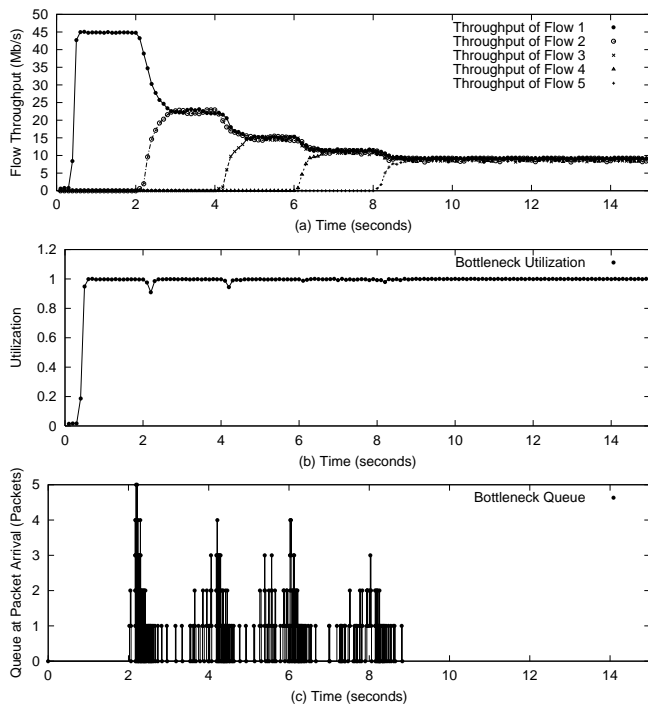 50
45
40
35
30
25
20
15
10
5
0
Flow Throughput (Mb/s)
Throughput of Flow 1
Throughput of Flow 2
Throughput of Flow 3
Throughput of Flow 4
Throughput of Flow 5
0 2 4 6 8 10 12 14
(a) Time (seconds)
1.2
1
0.8
0.6
0.4
0.2
0
Utilization
Bottleneck Utilization
0 2 4 6 8 10 12 14
(b) Time (seconds)
5
4
3
2
1
0
Queue at Packet Arrival (Packets)
Bottleneck Queue
0 2 4 6 8 10 12 14
(c) Time (seconds)